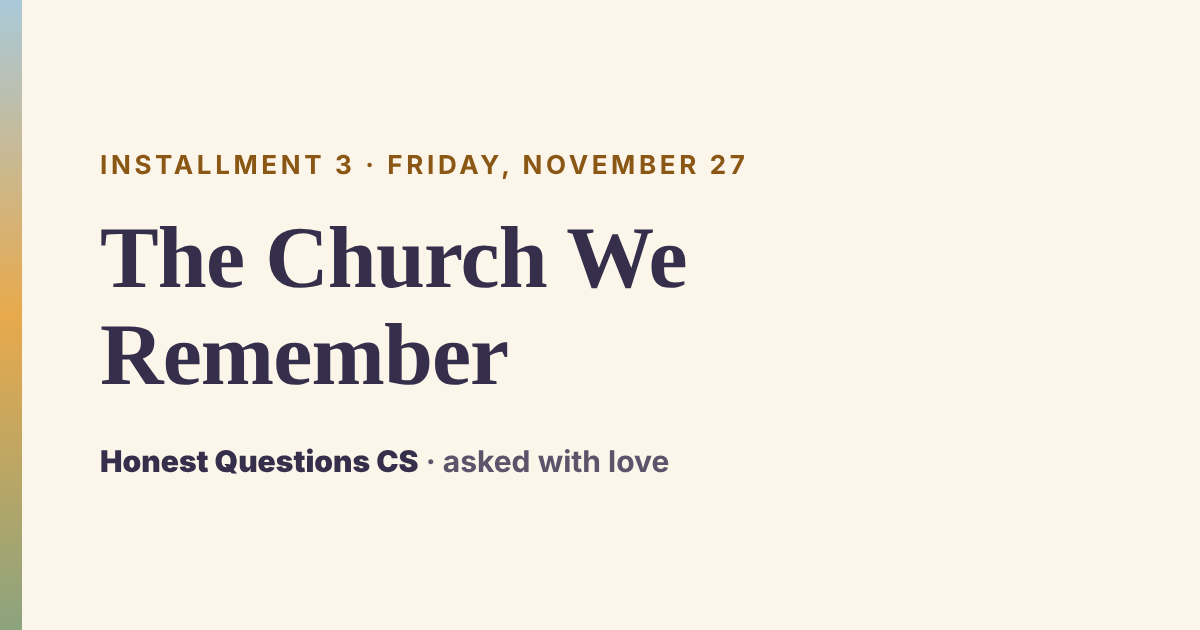 INSTALLMENT 3 · FRIDAY, NOVEMBER 27
The Church We
Remember
Honest Questions CS · asked with love